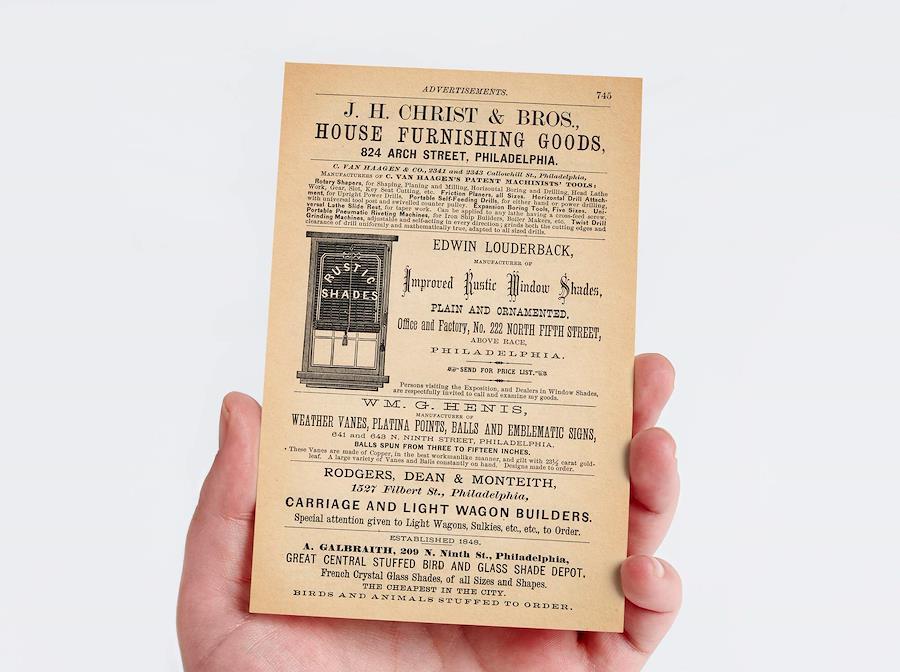 ADVERTISEMENTS. 745
J. H. CHRIST & BROS.,
HOUSE FURNISHING GOODS,
824 ARCH STREET, PHILADELPHIA.
C. VAN HAAGEN & CO., 2341 and 2343 Callowhill St., Philadelphia,
MANUFACTURERS OF C. VAN HAAGEN'S PATENT MACHINISTS' TOOLS:
Rotary Shapers, for Shaping, Planing and Milling, Horizontal Boring and Drilling, Head Lathe
Work, Gear, Slot, Key Seat Cutting, etc. Friction Planers, all Sizes. Horizontal Drill Attach-
ment, for Upright Power Drills. Portable Self-Feeding Drills, for either hand or power drilling,
with universal tool post and swivelled counter pulley. Expansion Boring Tools, Five Sizes. Uni-
versal Lathe Slide Rest, for taper work. Can be applied to any lathe having a cross-feed screw.
Portable Pneumatic Riveting Machines, for Iron Ship Builders, Boiler Makers, etc. Twist Drill
Grinding Machines, adjustable and self-acting in every direction; grinds both the cutting edges and
clearance of drill uniformly and mathematically true, adapted to all sized drills.
RUSTIC
SHADES
EDWIN LOUDERBACK,
MANUFACTURER OF
Improved Rustic Window Shades,
PLAIN AND ORNAMENTED.
Office and Factory, No. 222 NORTH FIFTH STREET,
ABOVE RACE,
PHILADELPHIA.
SEND FOR PRICE LIST.
Persons visiting the Exposition, and Dealers in Window Shades,
are respectfully invited to call and examine my goods.
WM. G. HENIS,
MANUFACTURER OF
WEATHER VANES, PLATINA POINTS, BALLS AND EMBLEMATIC SIGNS,
641 and 643 N. NINTH STREET, PHILADELPHIA.
BALLS SPUN FROM THREE TO FIFTEEN INCHES.
These Vanes are made of Copper, in the best workmanlike manner, and gilt with 23½ carat gold-
leaf. A large variety of Vanes and Balls constantly on hand. Designs made to order.
RODGERS, DEAN & MONTEITH,
1527 Filbert St., Philadelphia,
CARRIAGE AND LIGHT WAGON BUILDERS.
Special attention given to Light Wagons, Sulkies, etc., etc., to Order.
ESTABLISHED 1848.
A. GALBRAITH, 209 N. Ninth St., Philadelphia,
GREAT CENTRAL STUFFED BIRD AND GLASS SHADE DEPOT.
French Crystal Glass Shades, of all Sizes and Shapes.
THE CHEAPEST IN THE CITY.
BIRDS AND ANIMALS STUFFED TO ORDER.